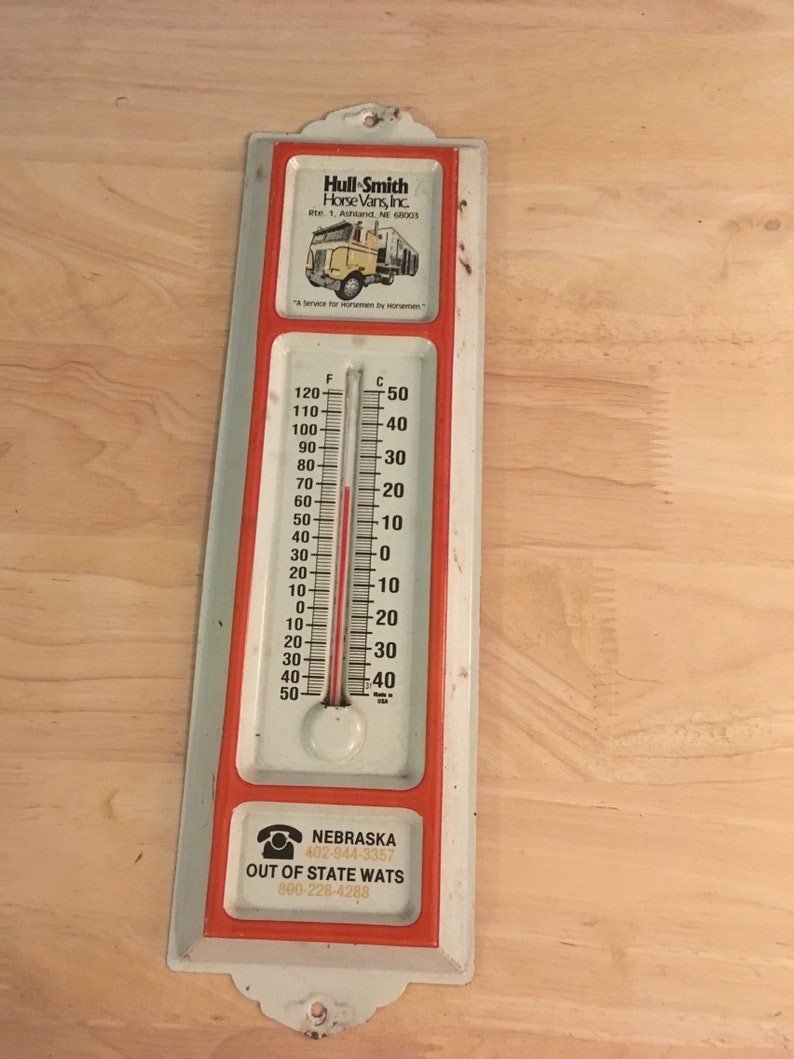 Hull & Smith
Horse Vans, Inc.
Rte. 1, Ashland, NE 68003
"A Service for Horsemen by Horsemen."
F C
120 50
110
100 40
90
80 30
70
60 20
50
40 10
30 0
20
10 10
0
10 20
20
30 30
40
50 40
31
Made in
USA
NEBRASKA
402-944-3357
OUT OF STATE WATS
800-228-4288